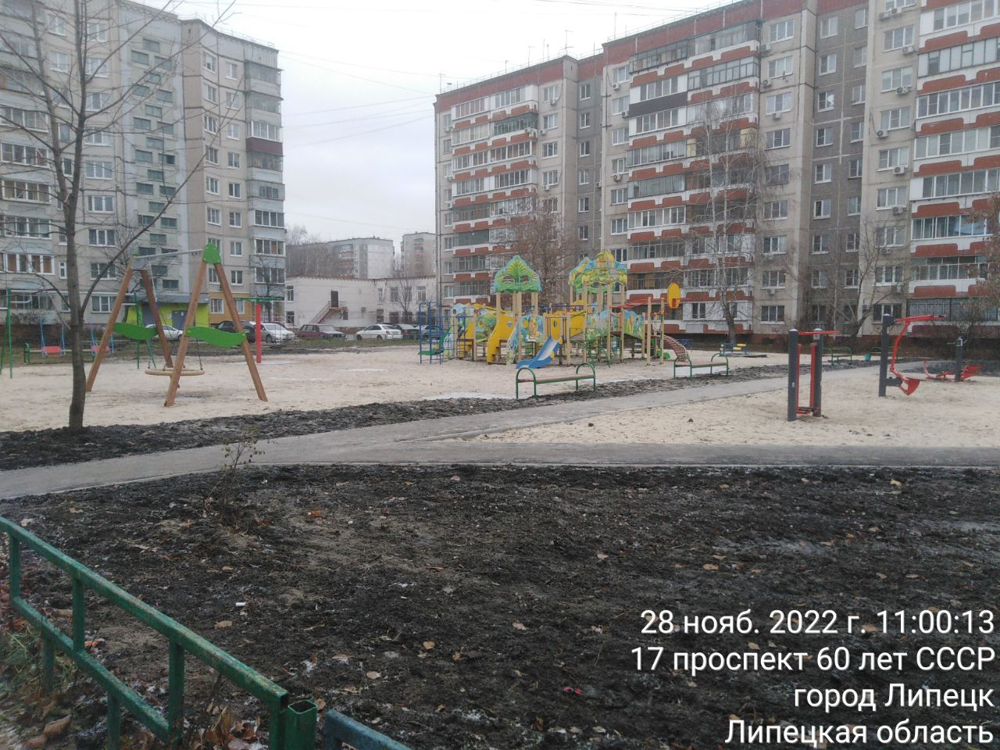 28 нояб. 2022 г. 11:00:13
17 проспект 60 лет СССР
город Липецк
Липецкая область